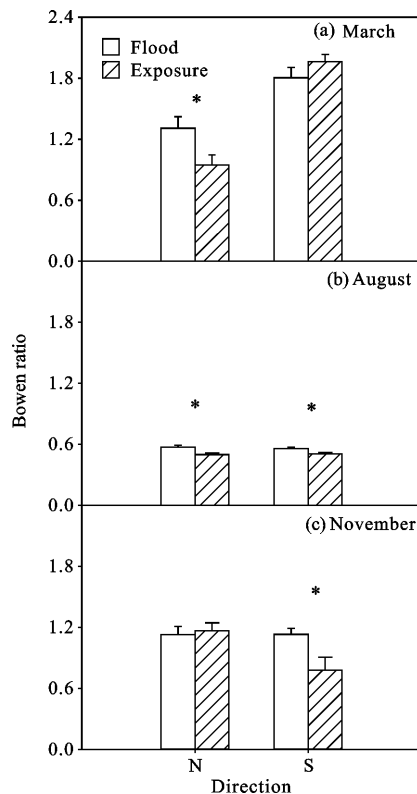 (a) March
Flood
Exposure
*
2.4
1.8
1.2
0.6
0.0
(b) August
* *
1.8
1.2
0.6
0.0
(c) November
*
1.8
1.2
0.6
0.0
Bowen ratio
N S
Direction